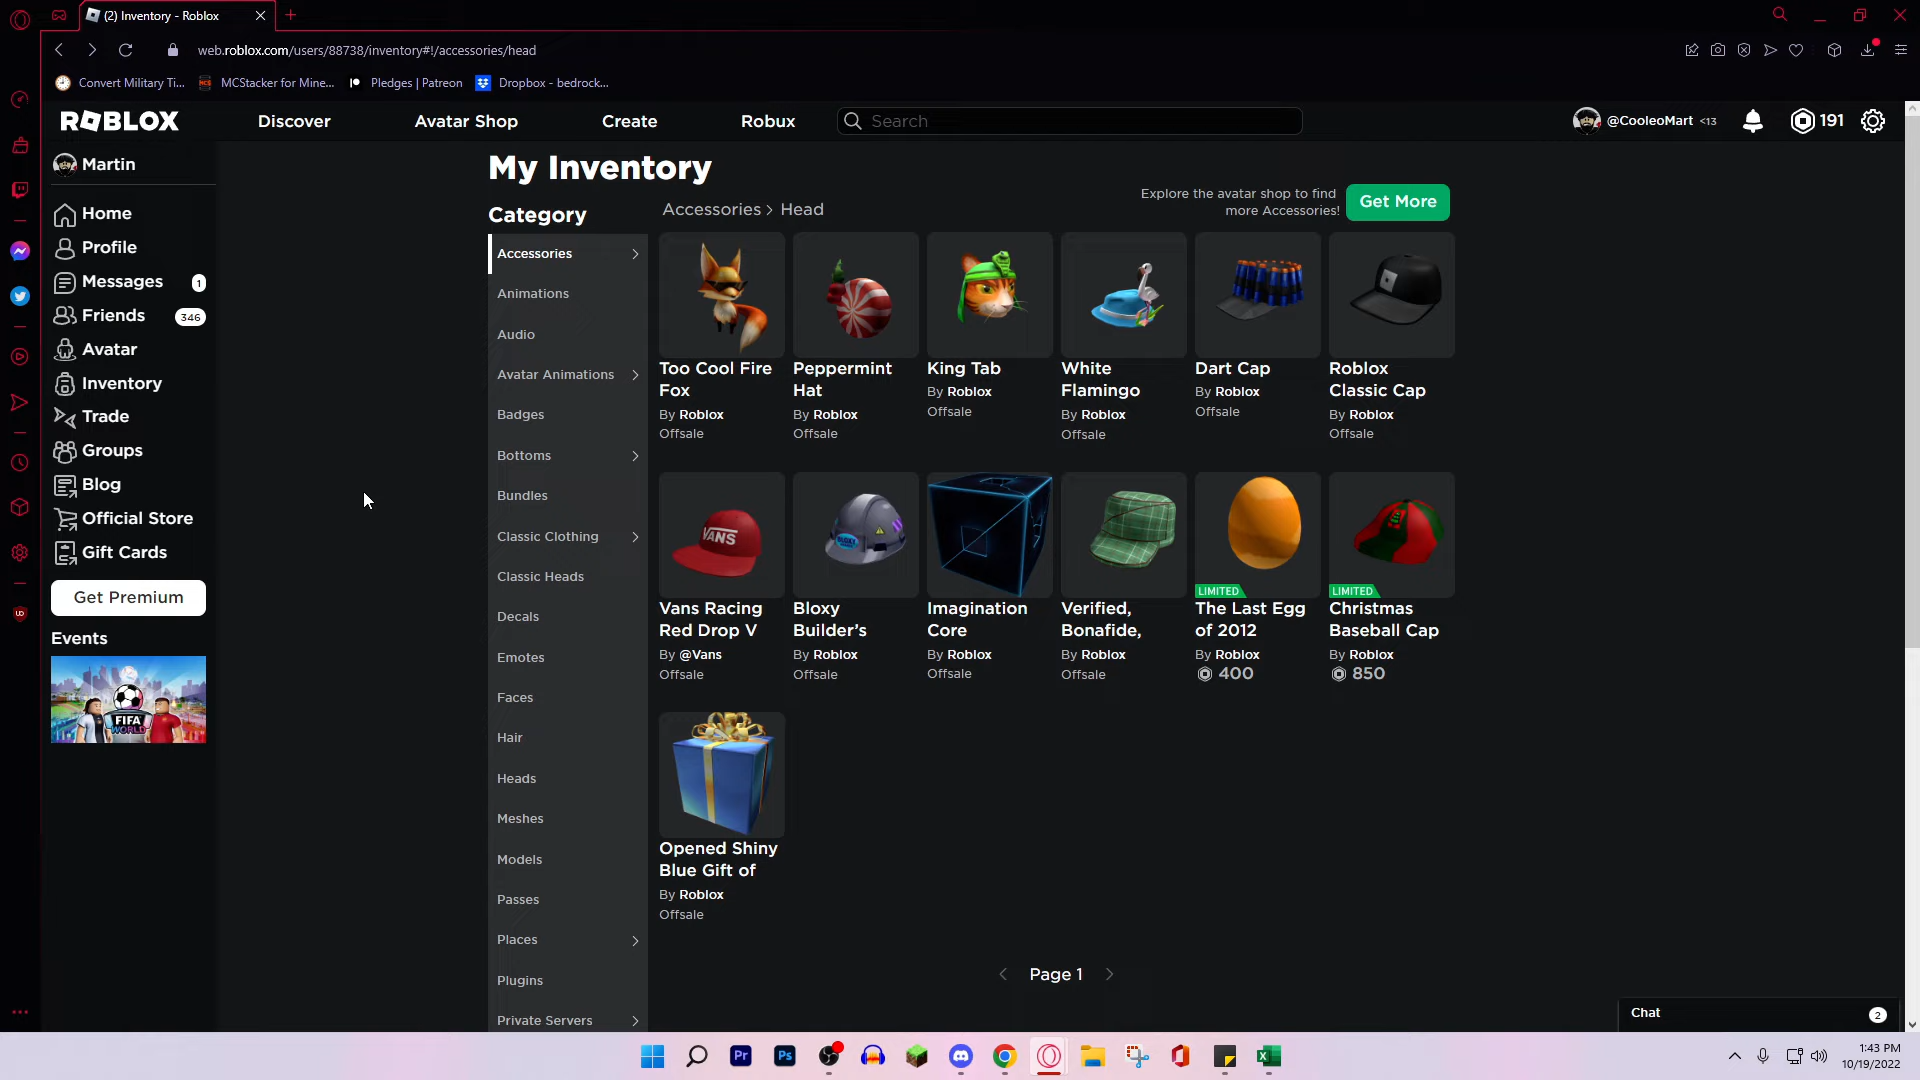 (2) Inventory - Roblox
web.roblox.com/users/88738/inventory#!/accessories/head
Convert Military Ti...
MCStacker for Mine...
Pledges | Patreon
Dropbox - bedrock...
ROBLOX
Discover
Avatar Shop
Create
Robux
Search
@CooleoMart <13
191
Martin
Home
Profile
Messages 1
Friends 346
Avatar
Inventory
Trade
Groups
Blog
Official Store
Gift Cards
Get Premium
Events
FIFA
WORLD
My Inventory
Category
Accessories
Animations
Audio
Avatar Animations
Badges
Bottoms
Bundles
Classic Clothing
Classic Heads
Decals
Emotes
Faces
Hair
Heads
Meshes
Models
Passes
Places
Plugins
Private Servers
Accessories > Head
Explore the avatar shop to find
more Accessories!
Get More
Too Cool Fire
Fox
By Roblox
Offsale
Peppermint
Hat
By Roblox
Offsale
King Tab
By Roblox
Offsale
White
Flamingo
By Roblox
Offsale
Dart Cap
By Roblox
Offsale
Roblox
Classic Cap
By Roblox
Offsale
VANS
Vans Racing
Red Drop V
By @Vans
Offsale
BLOXY
Bloxy
Builder's
By Roblox
Offsale
Imagination
Core
By Roblox
Offsale
Verified,
Bonafide,
By Roblox
Offsale
LIMITED
The Last Egg
of 2012
By Roblox
400
LIMITED
Christmas
Baseball Cap
By Roblox
850
Opened Shiny
Blue Gift of
By Roblox
Offsale
Page 1
Chat 2
Pr
Ps
1:43 PM
10/19/2022